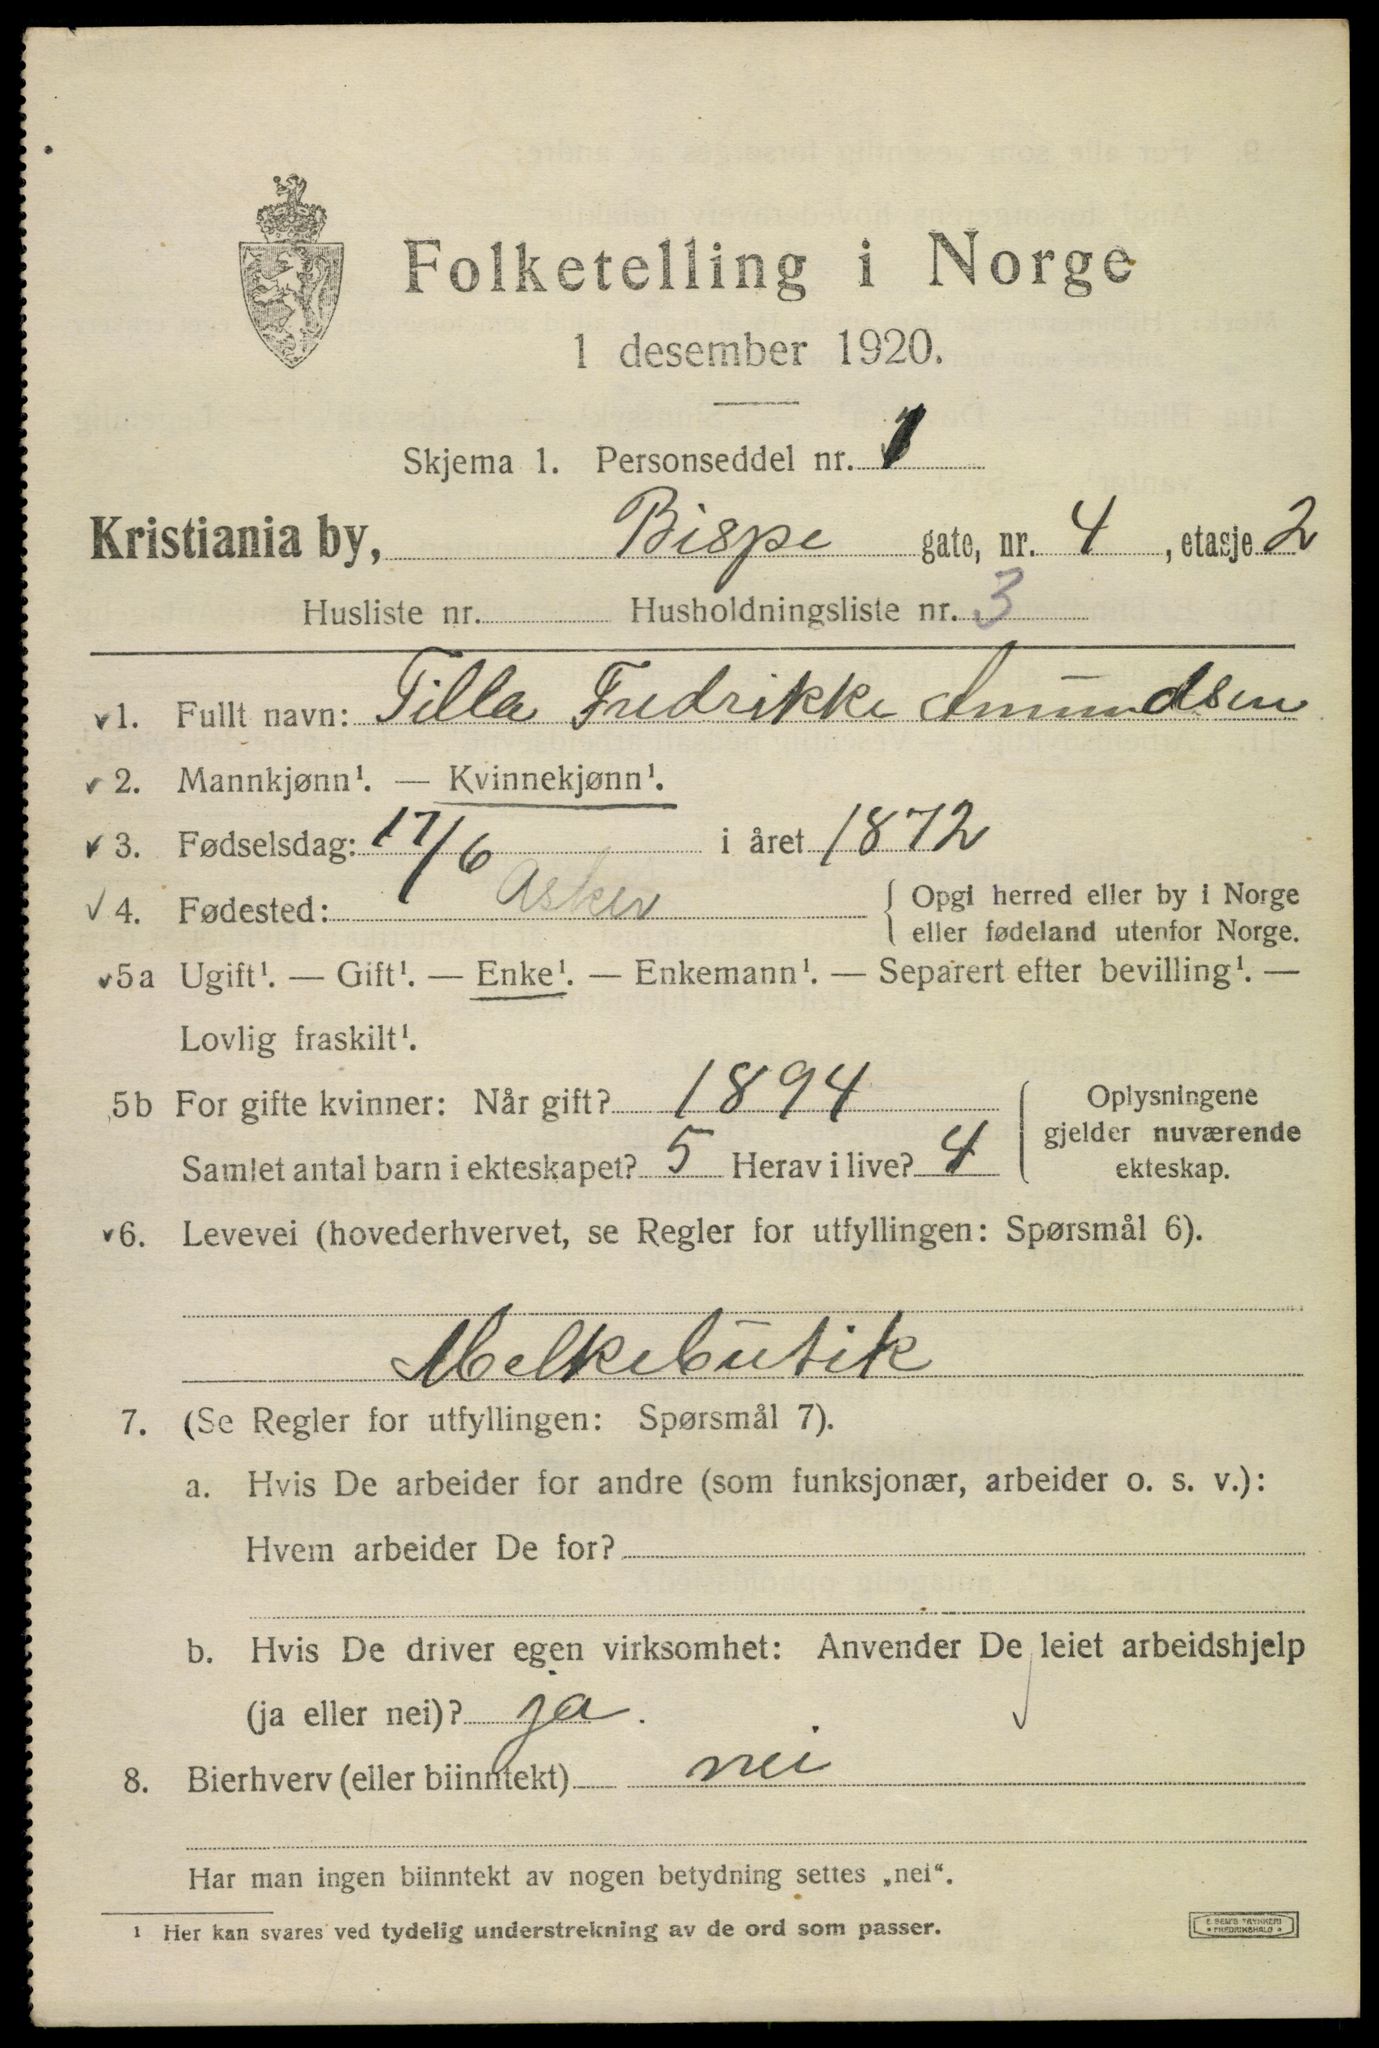 Folketelling i Norge
1 desember 1920.
Skjema 1. Personseddel nr. 1
Kristiania by, Bispe gate, nr. 4, etasje 2
Husliste nr. Husholdningsliste nr. 3
1. Fullt navn: Tilla Fredrikke Amundsen
2. Mannkjønn¹. — Kvinnekjønn¹.
3. Fødselsdag: 17/6 i året 1872
4. Fødested: Asker { Opgi herred eller by i Norge
eller fødeland utenfor Norge.
5a Ugift¹. — Gift¹. — Enke¹. — Enkemann¹. — Separert efter bevilling¹. —
Lovlig fraskilt¹.
5b For gifte kvinner: Når gift? 1894
Samlet antal barn i ekteskapet? 5 Herav i live? 4
Oplysningene
gjelder nuværende
ekteskap.
6. Levevei (hovederhvervet, se Regler for utfyllingen: Spørsmål 6).
Melkebutik
7. (Se Regler for utfyllingen: Spørsmål 7).
a. Hvis De arbeider for andre (som funksjonær, arbeider o. s. v.):
Hvem arbeider De for?
b. Hvis De driver egen virksomhet: Anvender De leiet arbeidshjelp
(ja eller nei)? ja.
8. Bierhverv (eller biinntekt) nei
Har man ingen biinntekt av nogen betydning settes „nei“.
¹ Her kan svares ved tydelig understrekning av de ord som passer.
E. SEM'S TRYKKERI
FREDRIKSHALD